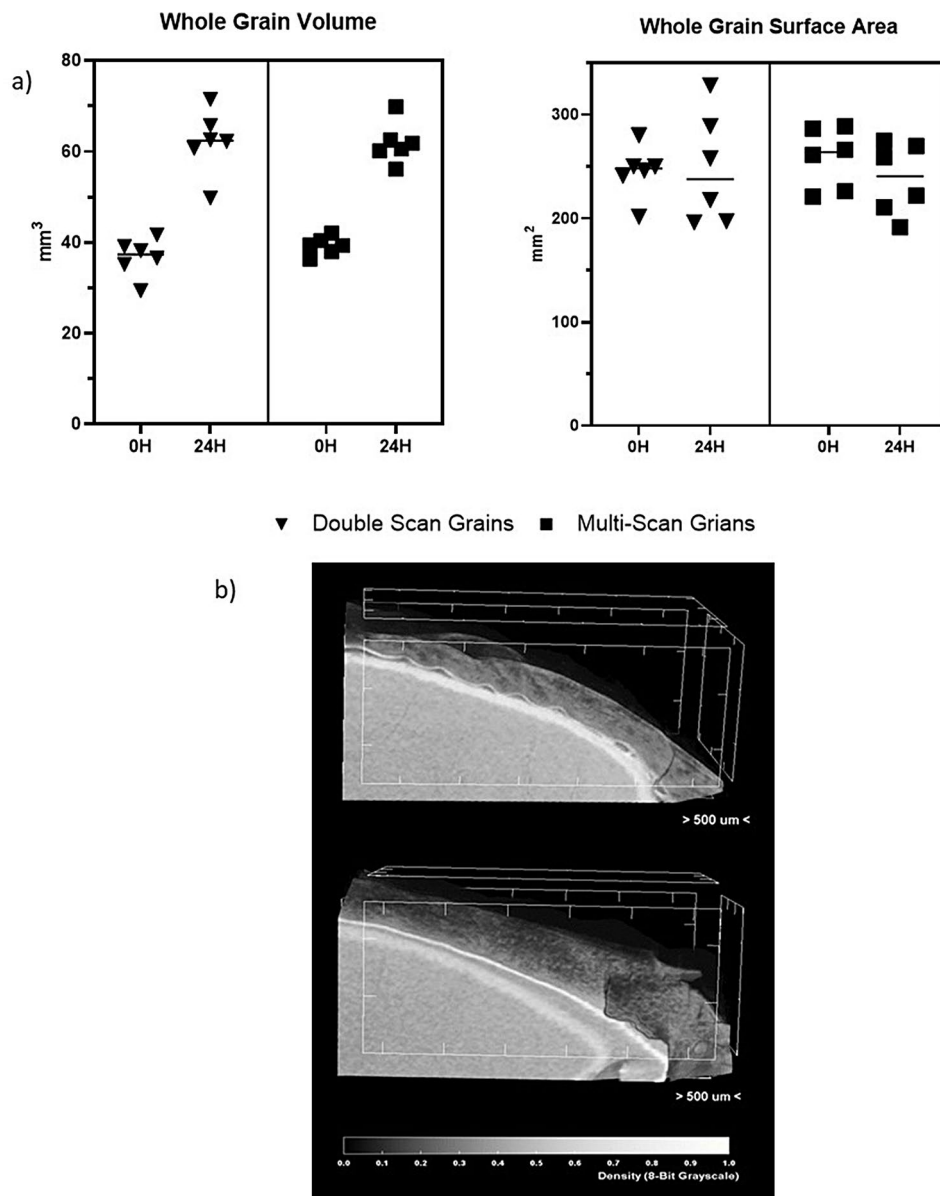 Whole Grain Volume
Whole Grain Surface Area
a)
80
60
40
20
0
mm3
0H
24H
0H
24H
300
200
100
0
mm2
0H
24H
0H
24H
Double Scan Grains
Multi-Scan Grians
b)
> 500 um <
> 500 um <
0.0 0.1 0.2 0.3 0.4 0.5 0.6 0.7 0.8 0.9 1.0
Density (8-Bit Grayscale)